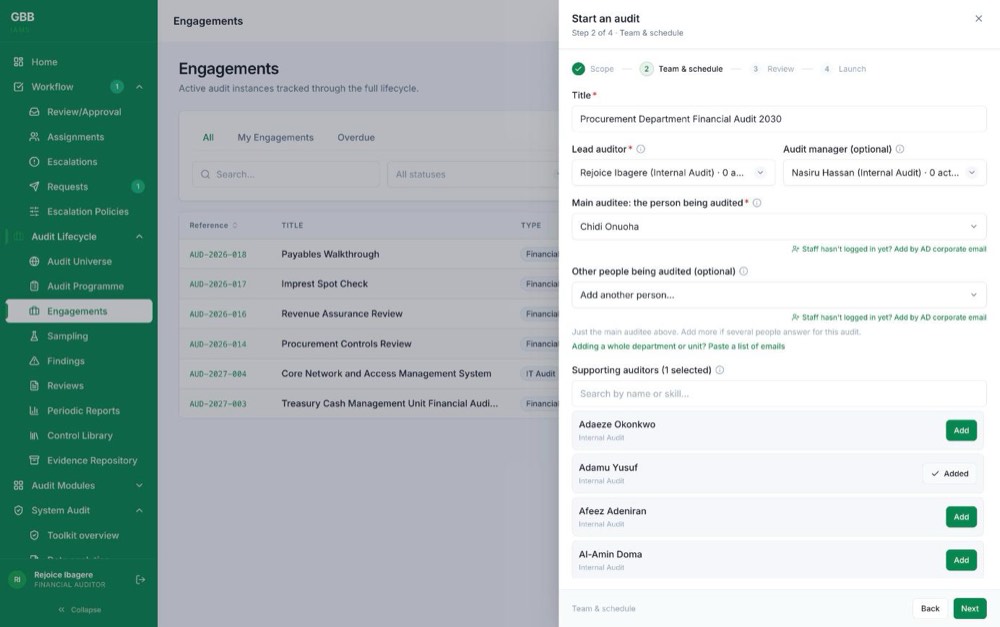 GBB
Home
Workflow 1
Review/Approval
Assignments
Escalations
Requests 1
Escalation Policies
Audit Lifecycle
Audit Universe
Audit Programme
Engagements
Sampling
Findings
Reviews
Periodic Reports
Control Library
Evidence Repository
Audit Modules
System Audit
Toolkit overview
RI
Rejoice Ibagere
FINANCIAL AUDITOR
Collapse
Engagements
Engagements
Active audit instances tracked through the full lifecycle.
All My Engagements Overdue
Search... All statuses
Reference TITLE TYPE
AUD-2026-018 Payables Walkthrough Financial
AUD-2026-017 Imprest Spot Check Financial
AUD-2026-016 Revenue Assurance Review Financial
AUD-2026-014 Procurement Controls Review Financial
AUD-2027-004 Core Network and Access Management System IT Audit
AUD-2027-003 Treasury Cash Management Unit Financial Audi... Financial
Start an audit
Step 2 of 4 · Team & schedule
Scope 2 Team & schedule 3 Review 4 Launch
Title*
Procurement Department Financial Audit 2030
Lead auditor* Audit manager (optional)
Rejoice Ibagere (Internal Audit) · 0 a... Nasiru Hassan (Internal Audit) · 0 act...
Main auditee: the person being audited*
Chidi Onuoha
Staff hasn't logged in yet? Add by AD corporate email
Other people being audited (optional)
Add another person...
Staff hasn't logged in yet? Add by AD corporate email
Just the main auditee above. Add more if several people answer for this audit.
Adding a whole department or unit? Paste a list of emails
Supporting auditors (1 selected)
Search by name or skill...
Adaeze Okonkwo
Internal Audit
Add
Adamu Yusuf
Internal Audit
Added
Afeez Adeniran
Internal Audit
Add
Al-Amin Doma
Internal Audit
Add
Team & schedule
Back Next